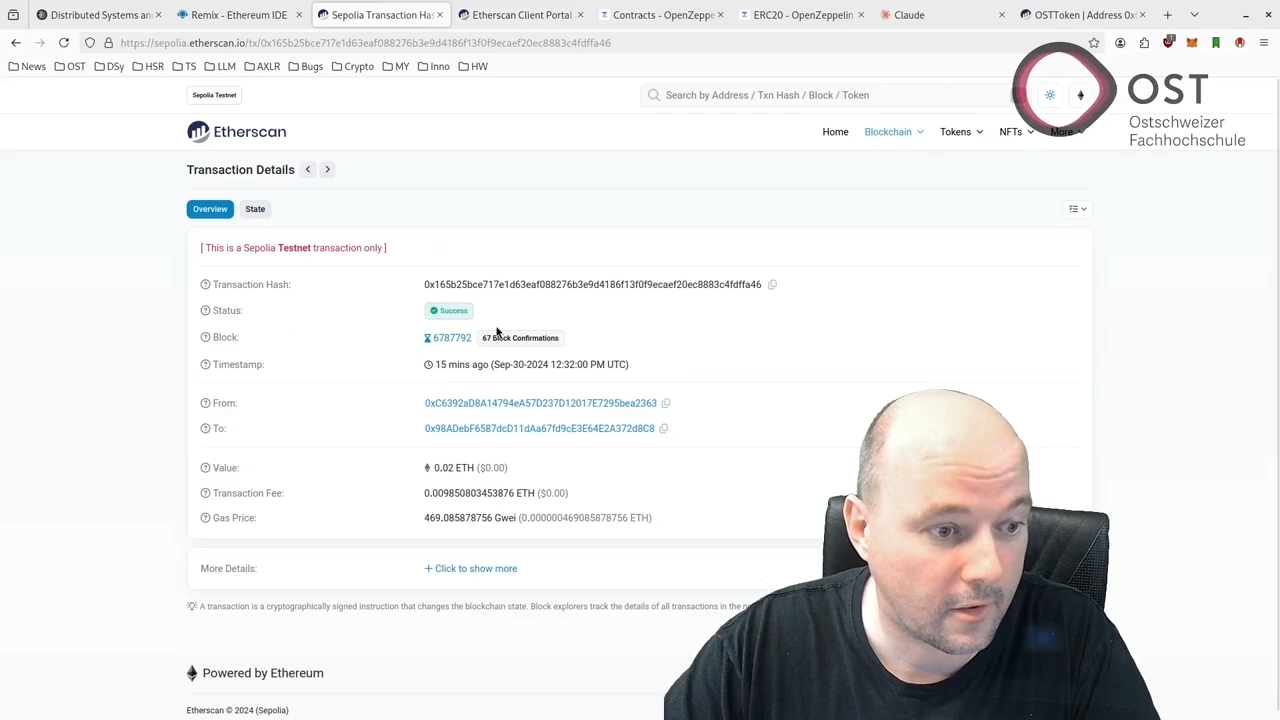 Distributed Systems an
Remix - Ethereum IDE
Sepolia Transaction Has
Etherscan Client Portal
Contracts - OpenZeppe
ERC20 - OpenZeppelin
Claude
OSTToken | Address 0x
https://sepolia.etherscan.io/tx/0x165b25bce717e1d63eaf088276b3e9d4186f13f0f9ecaef20ec8883c4fdffa46
News OST DSy HSR TS LLM AXLR Bugs Crypto MY Inno HW
Sepolia Testnet
Search by Address / Txn Hash / Block / Token
OST
Ostschweizer
Fachhochschule
Etherscan
Home Blockchain Tokens NFTs More
Transaction Details
Overview State
[ This is a Sepolia Testnet transaction only ]
Transaction Hash: 0x165b25bce717e1d63eaf088276b3e9d4186f13f0f9ecaef20ec8883c4fdffa46
Status: Success
Block: 6787792 67 Block Confirmations
Timestamp: 15 mins ago (Sep-30-2024 12:32:00 PM UTC)
From: 0xC6392aD8A14794eA57D237D12017E7295bea2363
To: 0x98ADebF6587dcD11dAa67fd9cE3E64E2A372d8C8
Value: 0.02 ETH ($0.00)
Transaction Fee: 0.009850803453876 ETH ($0.00)
Gas Price: 469.085878756 Gwei (0.000000469085878756 ETH)
More Details: + Click to show more
A transaction is a cryptographically signed instruction that changes the blockchain state. Block explorers track the details of all transactions in the
Powered by Ethereum
Etherscan © 2024 (Sepolia)